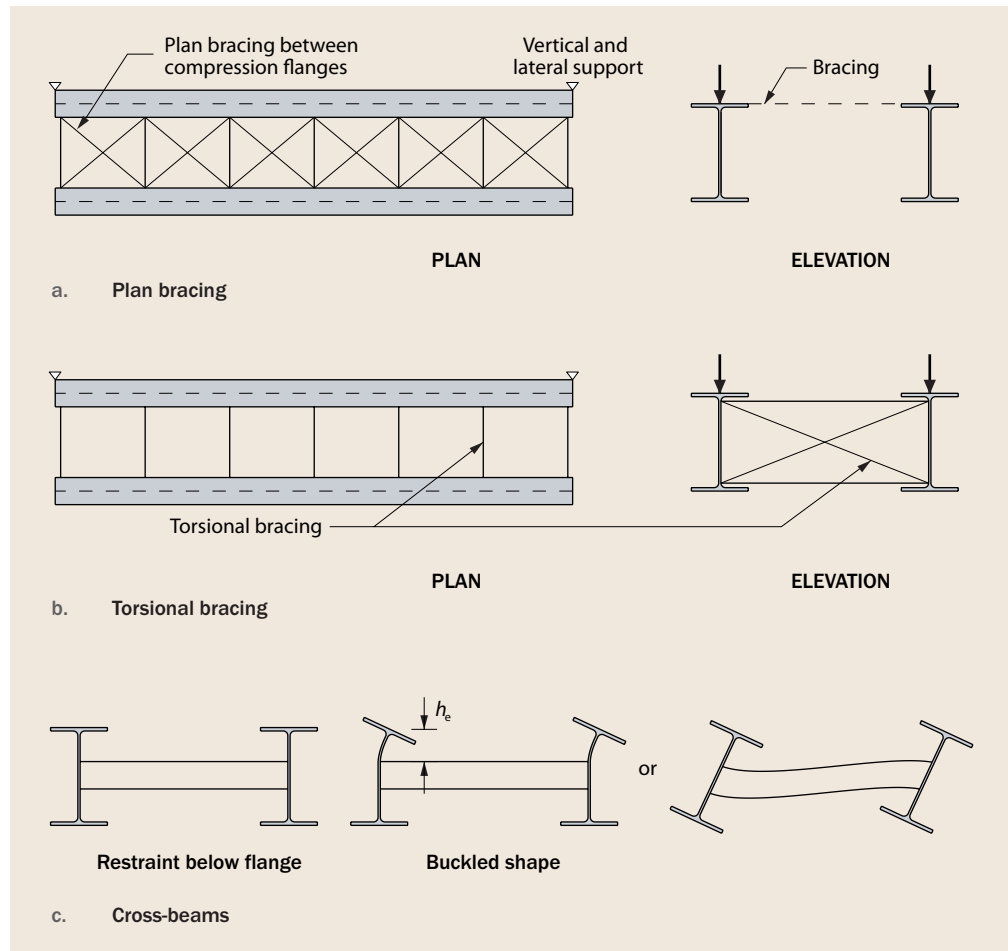 Plan bracing between
compression flanges
Vertical and
lateral support
Bracing
PLAN
ELEVATION
a. Plan bracing
Torsional bracing
PLAN
ELEVATION
b. Torsional bracing
he
or
Restraint below flange
Buckled shape
c. Cross-beams